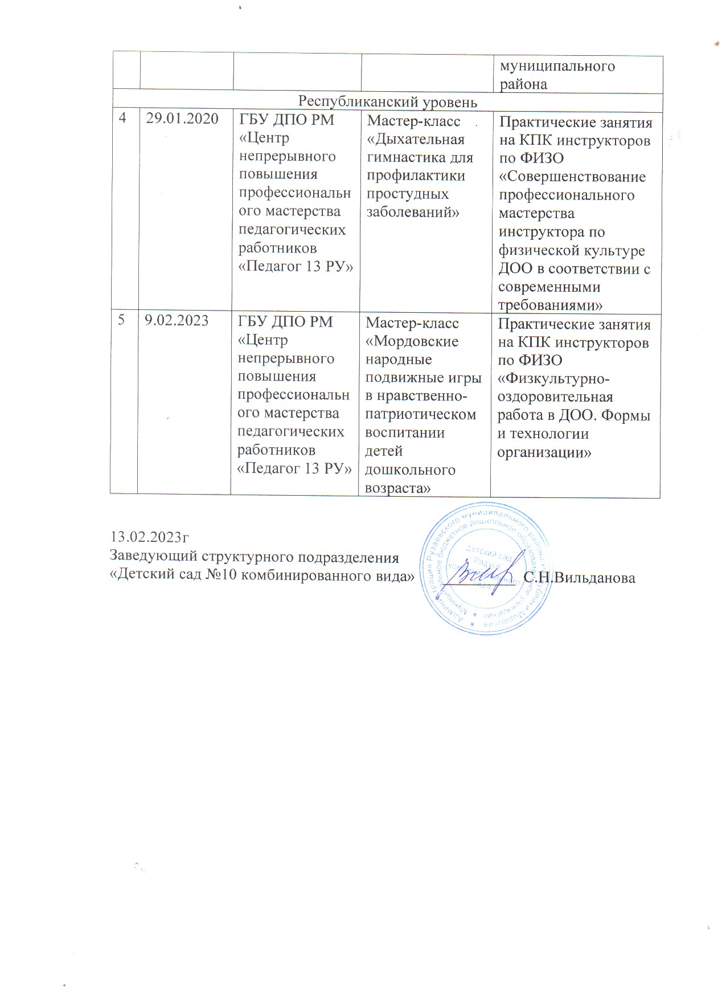 муниципального
района
Республиканский уровень
4
29.01.2020
ГБУ ДПО РМ
«Центр
непрерывного
повышения
профессиональн
ого мастерства
педагогических
работников
«Педагог 13 РУ»
Мастер-класс
«Дыхательная
гимнастика для
профилактики
простудных
заболеваний»
Практические занятия
на КПК инструкторов
по ФИЗО
«Совершенствование
профессионального
мастерства
инструктора по
физической культуре
ДОО в соответствии с
современными
требованиями»
5
9.02.2023
ГБУ ДПО РМ
«Центр
непрерывного
повышения
профессиональн
ого мастерства
педагогических
работников
«Педагог 13 РУ»
Мастер-класс
«Мордовские
народные
подвижные игры
в нравственно-
патриотическом
воспитании
детей
дошкольного
возраста»
Практические занятия
на КПК инструкторов
по ФИЗО
«Физкультурно-
оздоровительная
работа в ДОО. Формы
и технологии
организации»
13.02.2023г
Заведующий структурного подразделения
«Детский сад №10 комбинированного вида» С.Н.Вильданова
Администрация Рузаевского муниципального района Республики Мордовия
Муниципальное бюджетное дошкольное образовательное учреждение
детский сад
"Радуга"
комбинированного
вида